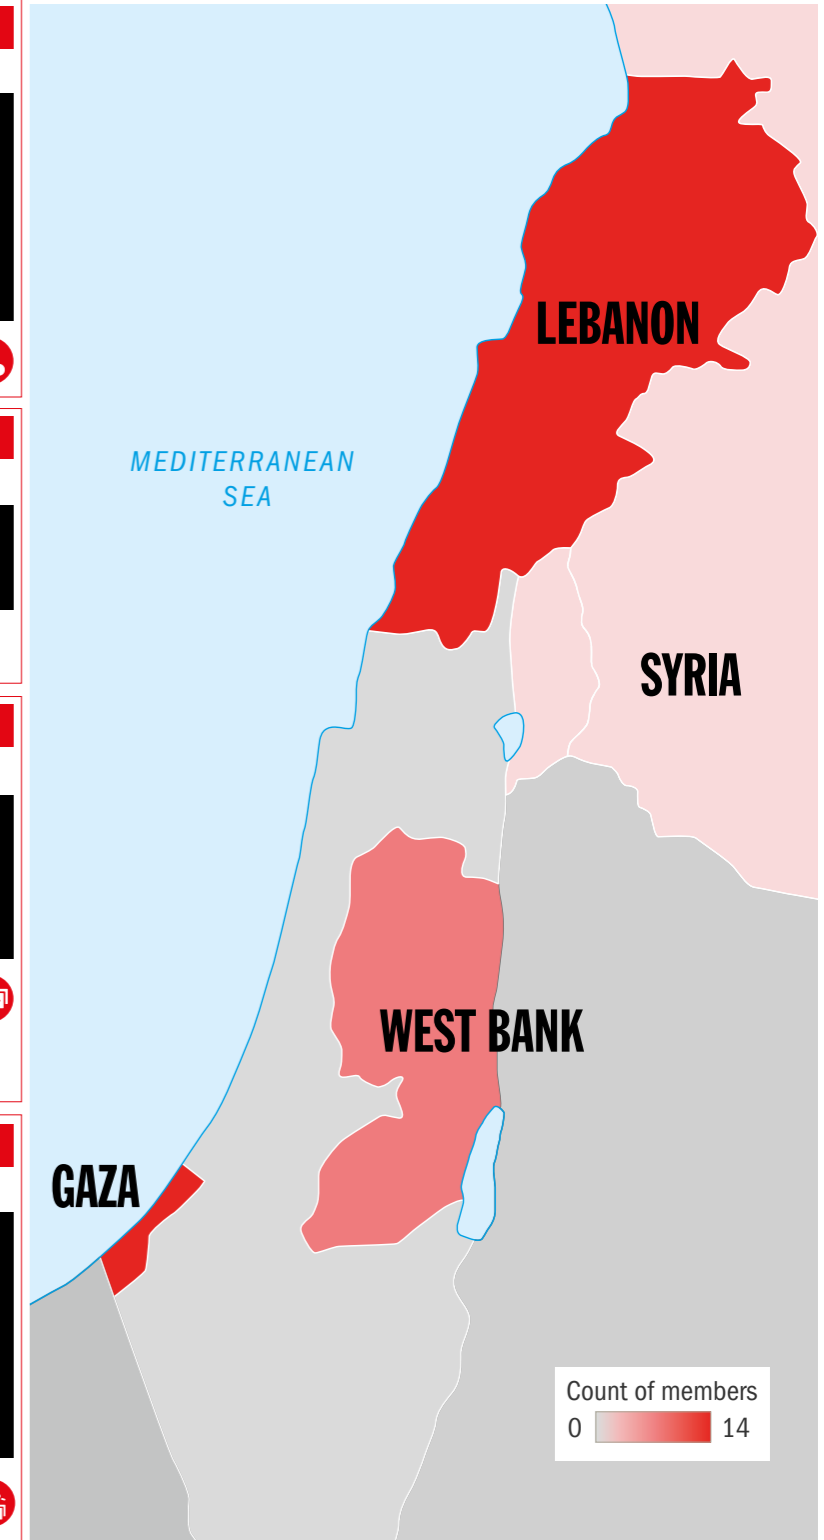 LEBANON
MEDITERRANEAN
SEA
SYRIA
WEST BANK
GAZA
Count of members
0 14